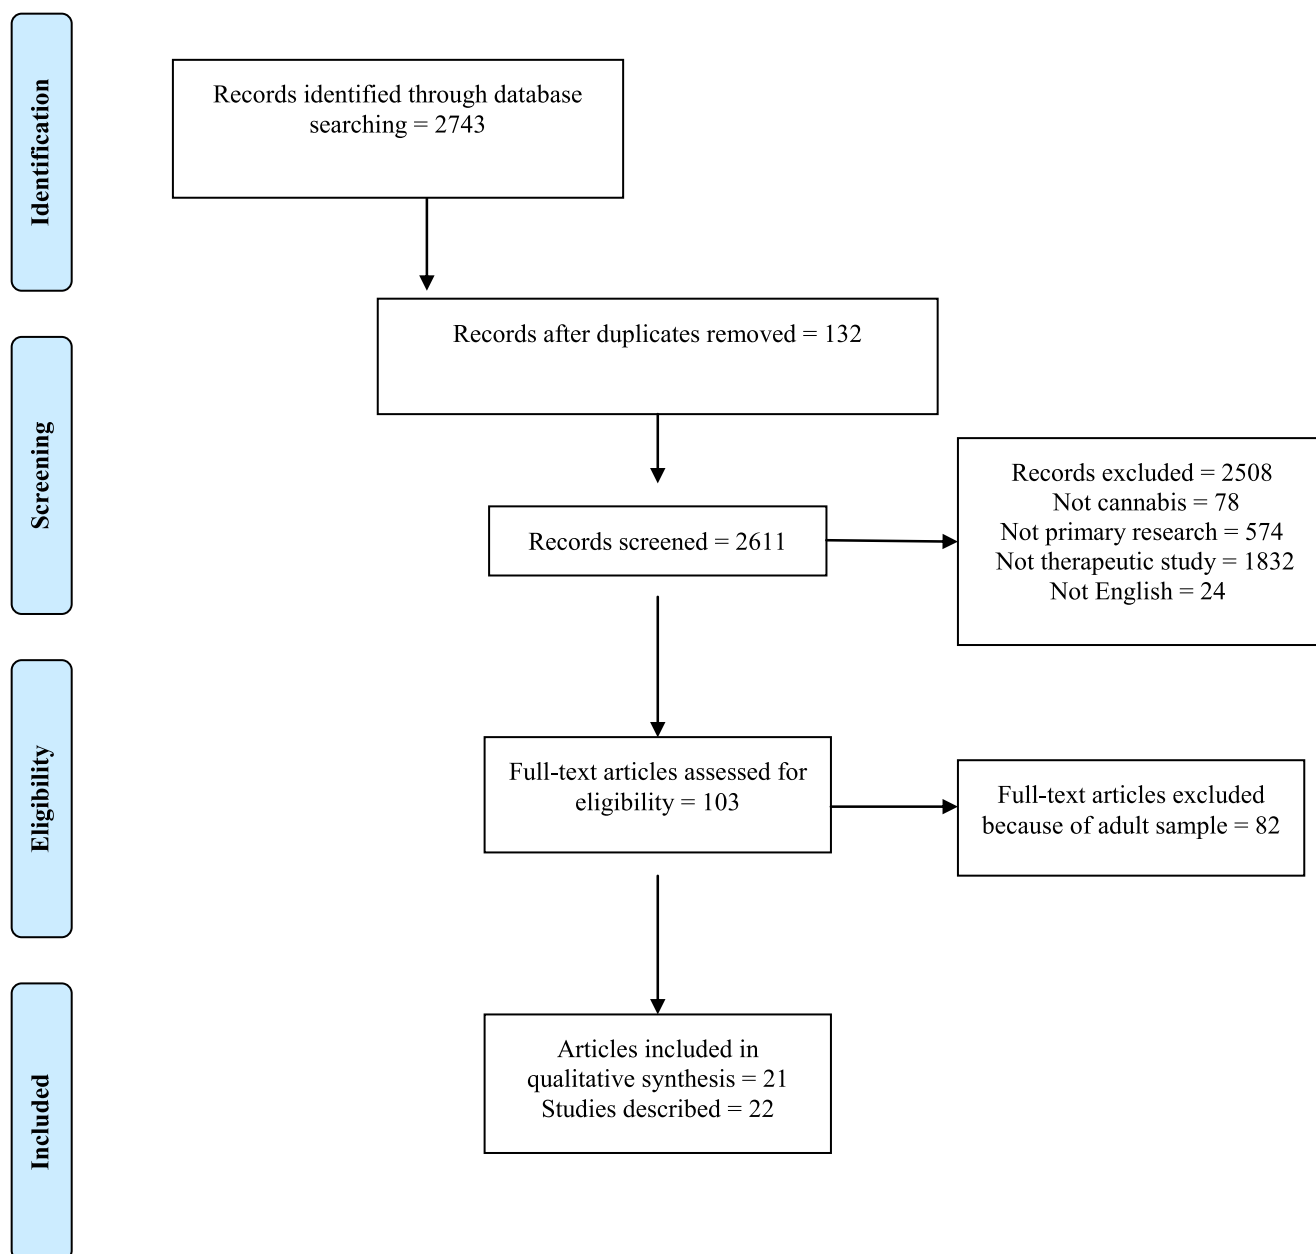 Identification
Records identified through database
searching = 2743
Records after duplicates removed = 132
Screening
Records screened = 2611
Records excluded = 2508
Not cannabis = 78
Not primary research = 574
Not therapeutic study = 1832
Not English = 24
Eligibility
Full-text articles assessed for
eligibility = 103
Full-text articles excluded
because of adult sample = 82
Included
Articles included in
qualitative synthesis = 21
Studies described = 22